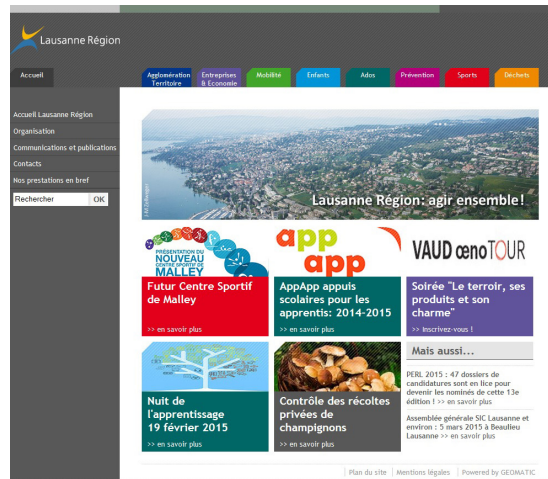 Lausanne Région
Accueil
Agglomération
Territoire
Entreprises
& Economie
Mobilité
Enfants
Ados
Prévention
Sports
Déchets
Accueil Lausanne Région
Organisation
Communications et publications
Contacts
Nos prestations en bref
Rechercher
OK
Lausanne Région: agir ensemble!
PRÉSENTATION DU
NOUVEAU
CENTRE SPORTIF DE
MALLEY
Futur Centre Sportif
de Malley
>> en savoir plus
app
app
AppApp appuis
scolaires pour les
apprentis: 2014-2015
>> en savoir plus
VAUD œnoTOUR
Soirée "Le terroir, ses
produits et son
charme"
>> Inscrivez-vous !
Nuit de
l'apprentissage
19 février 2015
>> en savoir plus
Contrôle des récoltes
privées de
champignons
>> en savoir plus
Mais aussi...
PERL 2015 : 47 dossiers de
candidatures sont en lice pour
devenir les nominés de cette 13e
édition ! >> en savoir plus
Assemblée générale SIC Lausanne et
environ : 5 mars 2015 à Beaulieu
Lausanne >> en savoir plus
Plan du site | Mentions légales | Powered by GEOMATIC